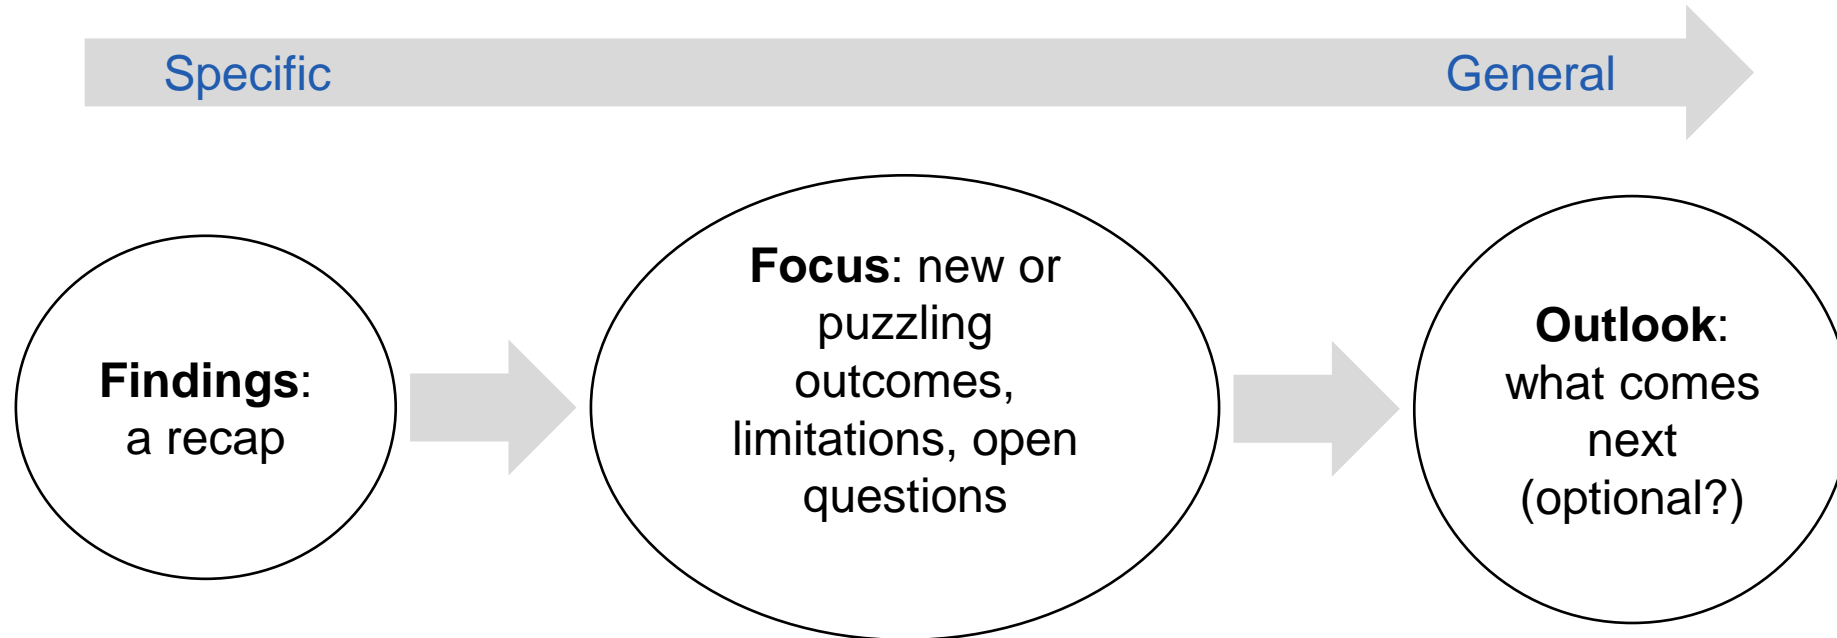 Specific
General
Findings:
a recap
Focus: new or
puzzling
outcomes,
limitations, open
questions
Outlook:
what comes
next
(optional?)